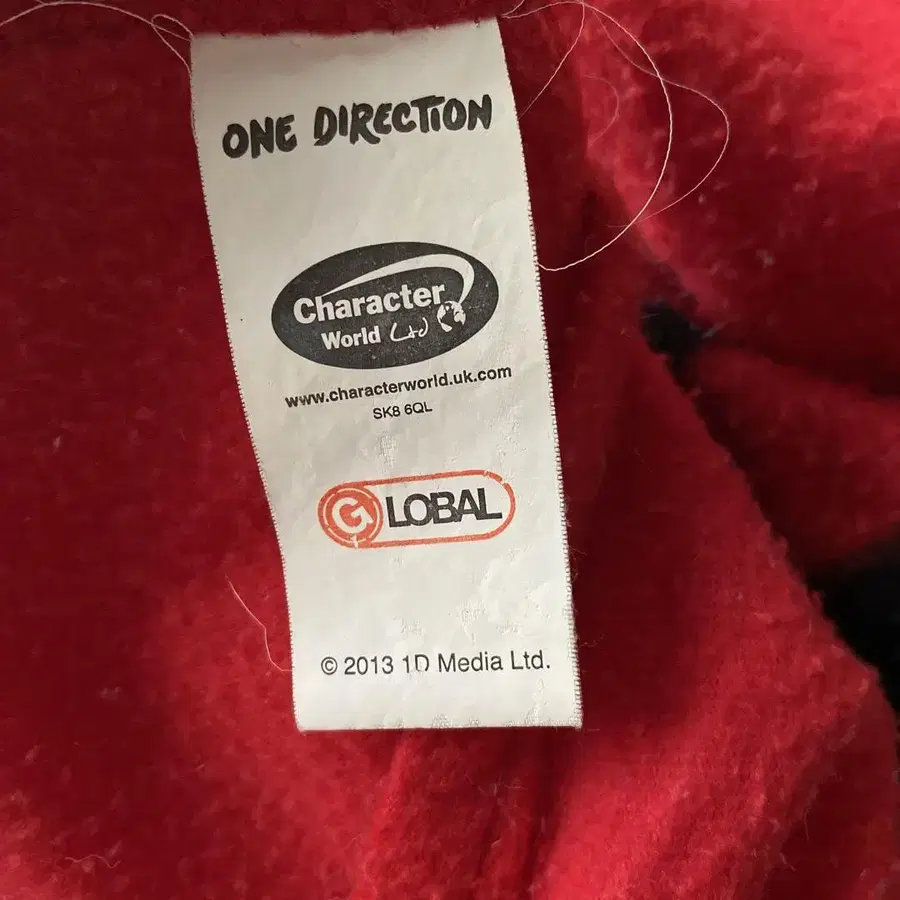 ONE DIRECTION
Character
World Ltd
www.characterworld.uk.com
SK8 6QL
GLOBAL
© 2013 1D Media Ltd.